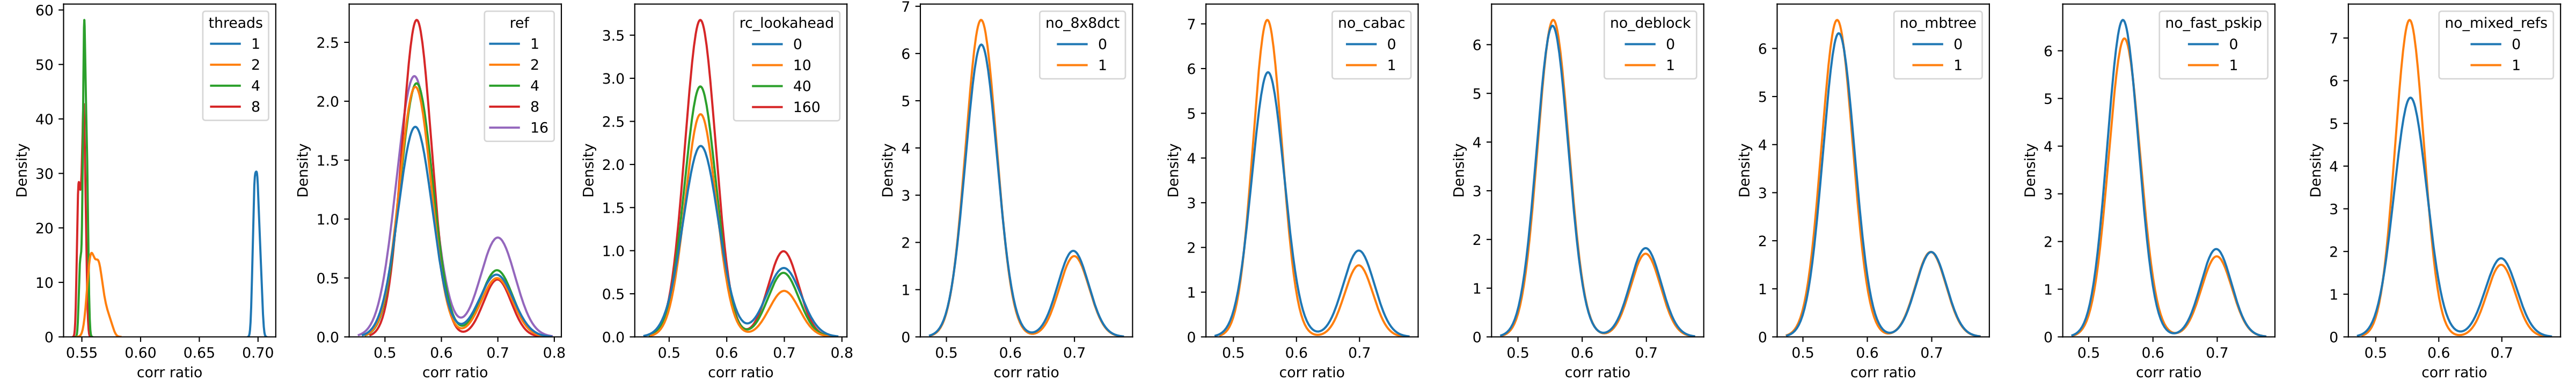 threads
1
2
4
8
60
50
40
30
20
10
0
Density
0.55 0.60 0.65 0.70
corr ratio
ref
1
2
4
8
16
2.5
2.0
1.5
1.0
0.5
0.0
Density
0.5 0.6 0.7 0.8
corr ratio
rc_lookahead
0
10
40
160
3.5
3.0
2.5
2.0
1.5
1.0
0.5
0.0
Density
0.5 0.6 0.7 0.8
corr ratio
no_8x8dct
0
1
7
6
5
4
3
2
1
0
Density
0.5 0.6 0.7
corr ratio
no_cabac
0
1
7
6
5
4
3
2
1
0
Density
0.5 0.6 0.7
corr ratio
no_deblock
0
1
6
5
4
3
2
1
0
Density
0.5 0.6 0.7
corr ratio
no_mbtree
0
1
6
5
4
3
2
1
0
Density
0.5 0.6 0.7
corr ratio
no_fast_pskip
0
1
6
5
4
3
2
1
0
Density
0.5 0.6 0.7
corr ratio
no_mixed_refs
0
1
7
6
5
4
3
2
1
0
Density
0.5 0.6 0.7
corr ratio